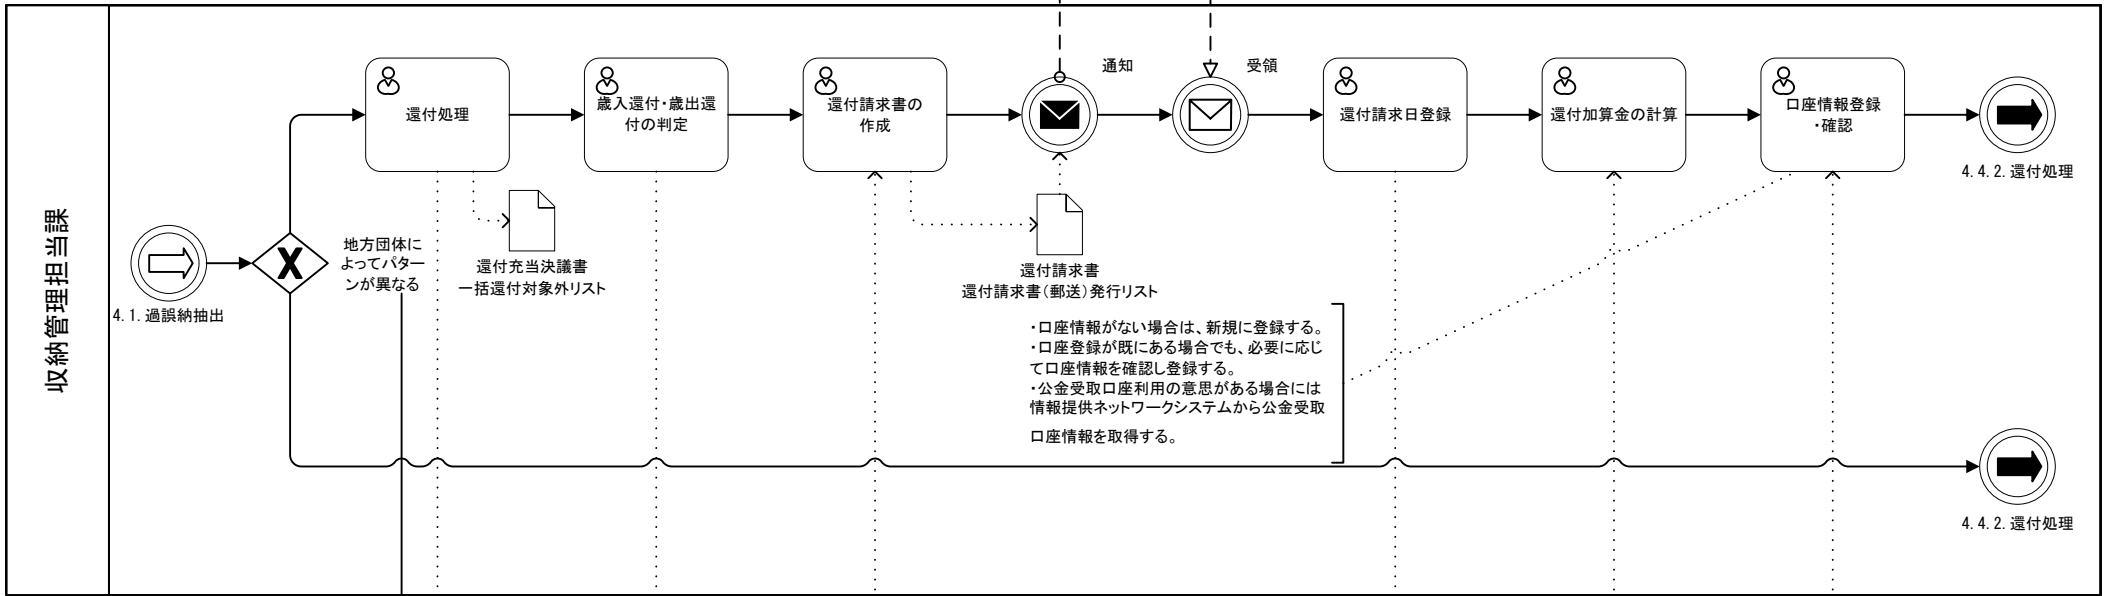 収納管理担当課
4.1.過誤納抽出
地方団体に
よってパター
ンが異なる
還付処理
還付充当決議書
一括還付対象外リスト
歳入還付・歳出還
付の判定
還付請求書の
作成
通知
還付請求書
還付請求書(郵送)発行リスト
受領
還付請求日登録
還付加算金の計算
口座情報登録
・確認
4.4.2.還付処理
・口座情報がない場合は、新規に登録する。
・口座登録が既にある場合でも、必要に応じ
て口座情報を確認し登録する。
・公金受取口座利用の意思がある場合には
情報提供ネットワークシステムから公金受取
口座情報を取得する。
4.4.2.還付処理